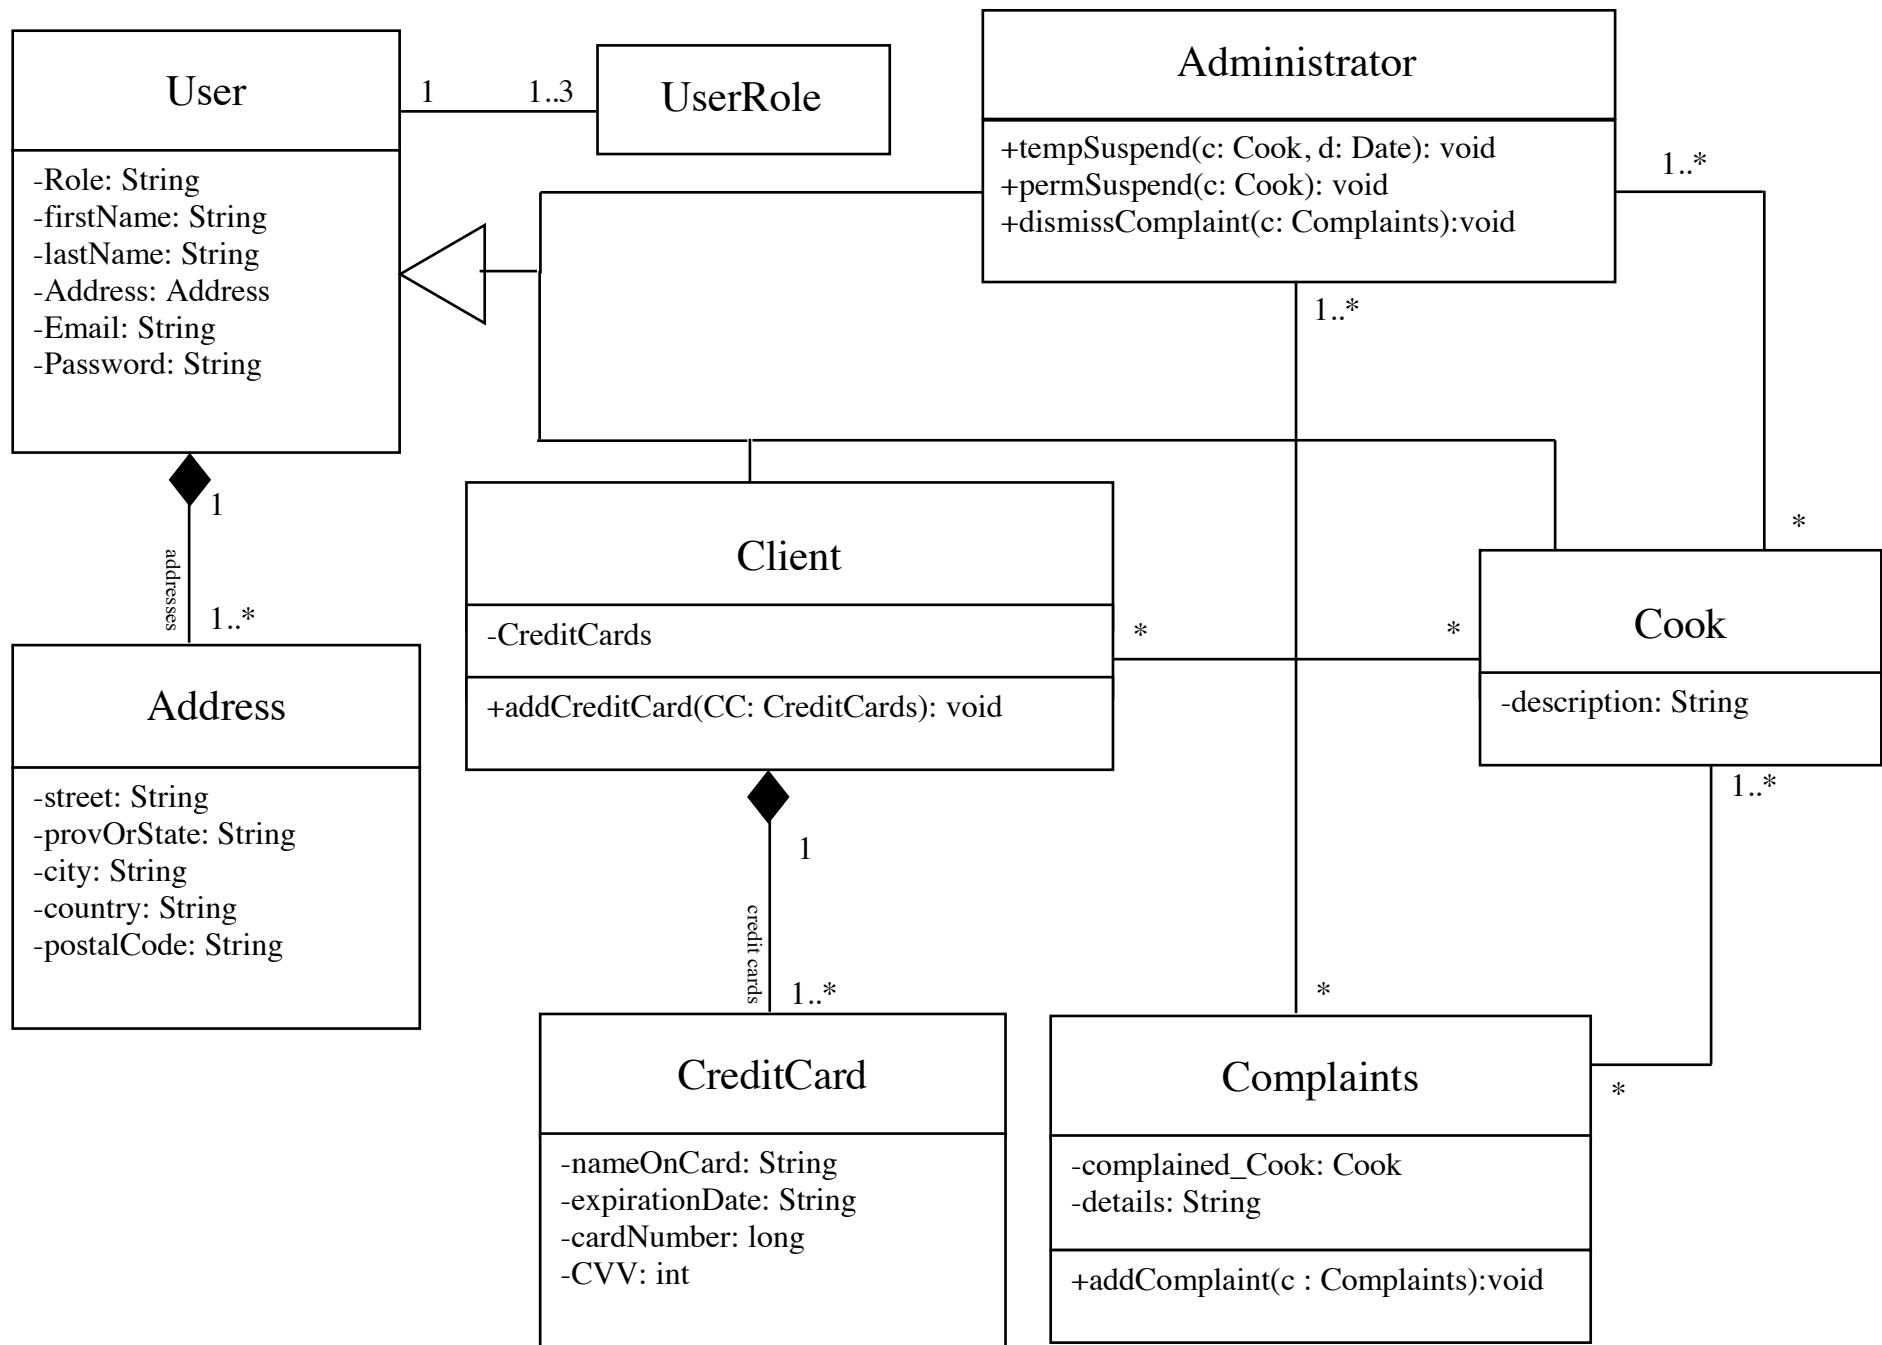 User
1
1..3
UserRole
-Role: String
-firstName: String
-lastName: String
-Address: Address
-Email: String
-Password: String
Administrator
+tempSuspend(c: Cook, d: Date): void
+permSuspend(c: Cook): void
+dismissComplaint(c: Complaints):void
1..*
1..*
*
1
addresses
1..*
Address
-street: String
-provOrState: String
-city: String
-country: String
-postalCode: String
Client
-CreditCards
+addCreditCard(CC: CreditCards): void
*
*
Cook
-description: String
1..*
1
credit cards
1..*
*
*
CreditCard
-nameOnCard: String
-expirationDate: String
-cardNumber: long
-CVV: int
Complaints
-complained_Cook: Cook
-details: String
+addComplaint(c : Complaints):void